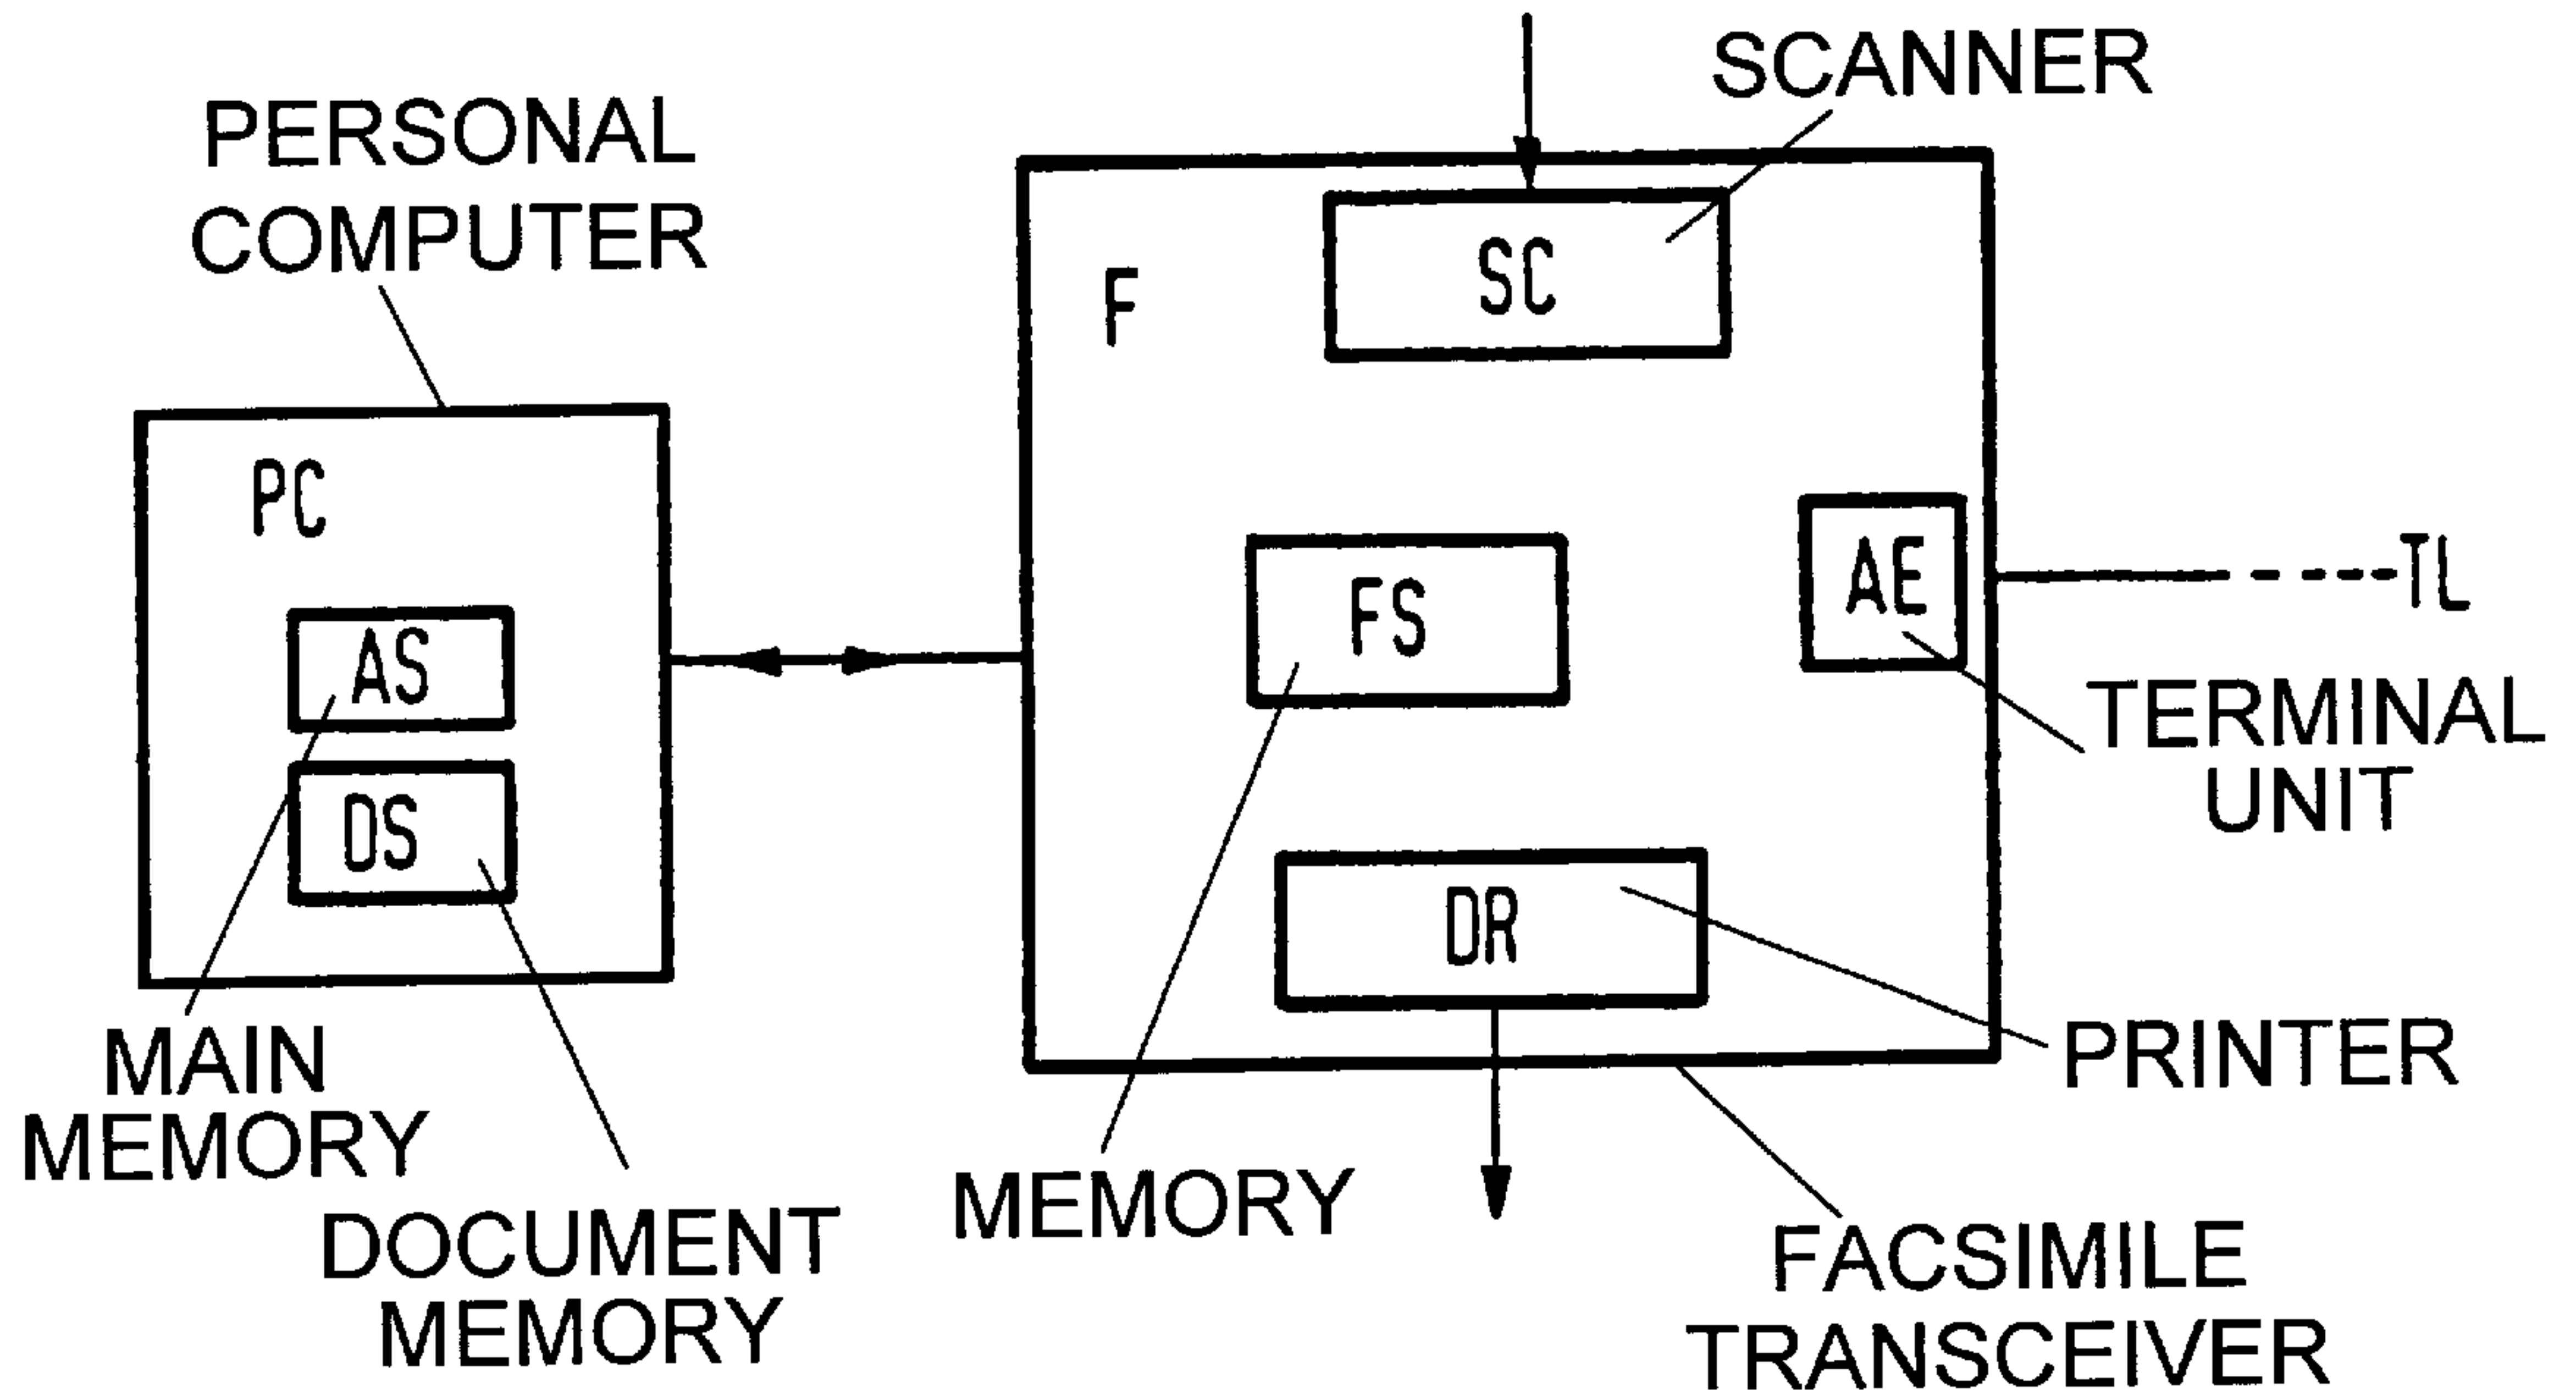 SCANNER
PERSONAL
COMPUTER
SC
F
PC
AE
TL
FS
AS
TERMINAL
UNIT
DS
DR
PRINTER
MAIN
MEMORY
MEMORY
DOCUMENT
MEMORY
FACSIMILE
TRANSCEIVER